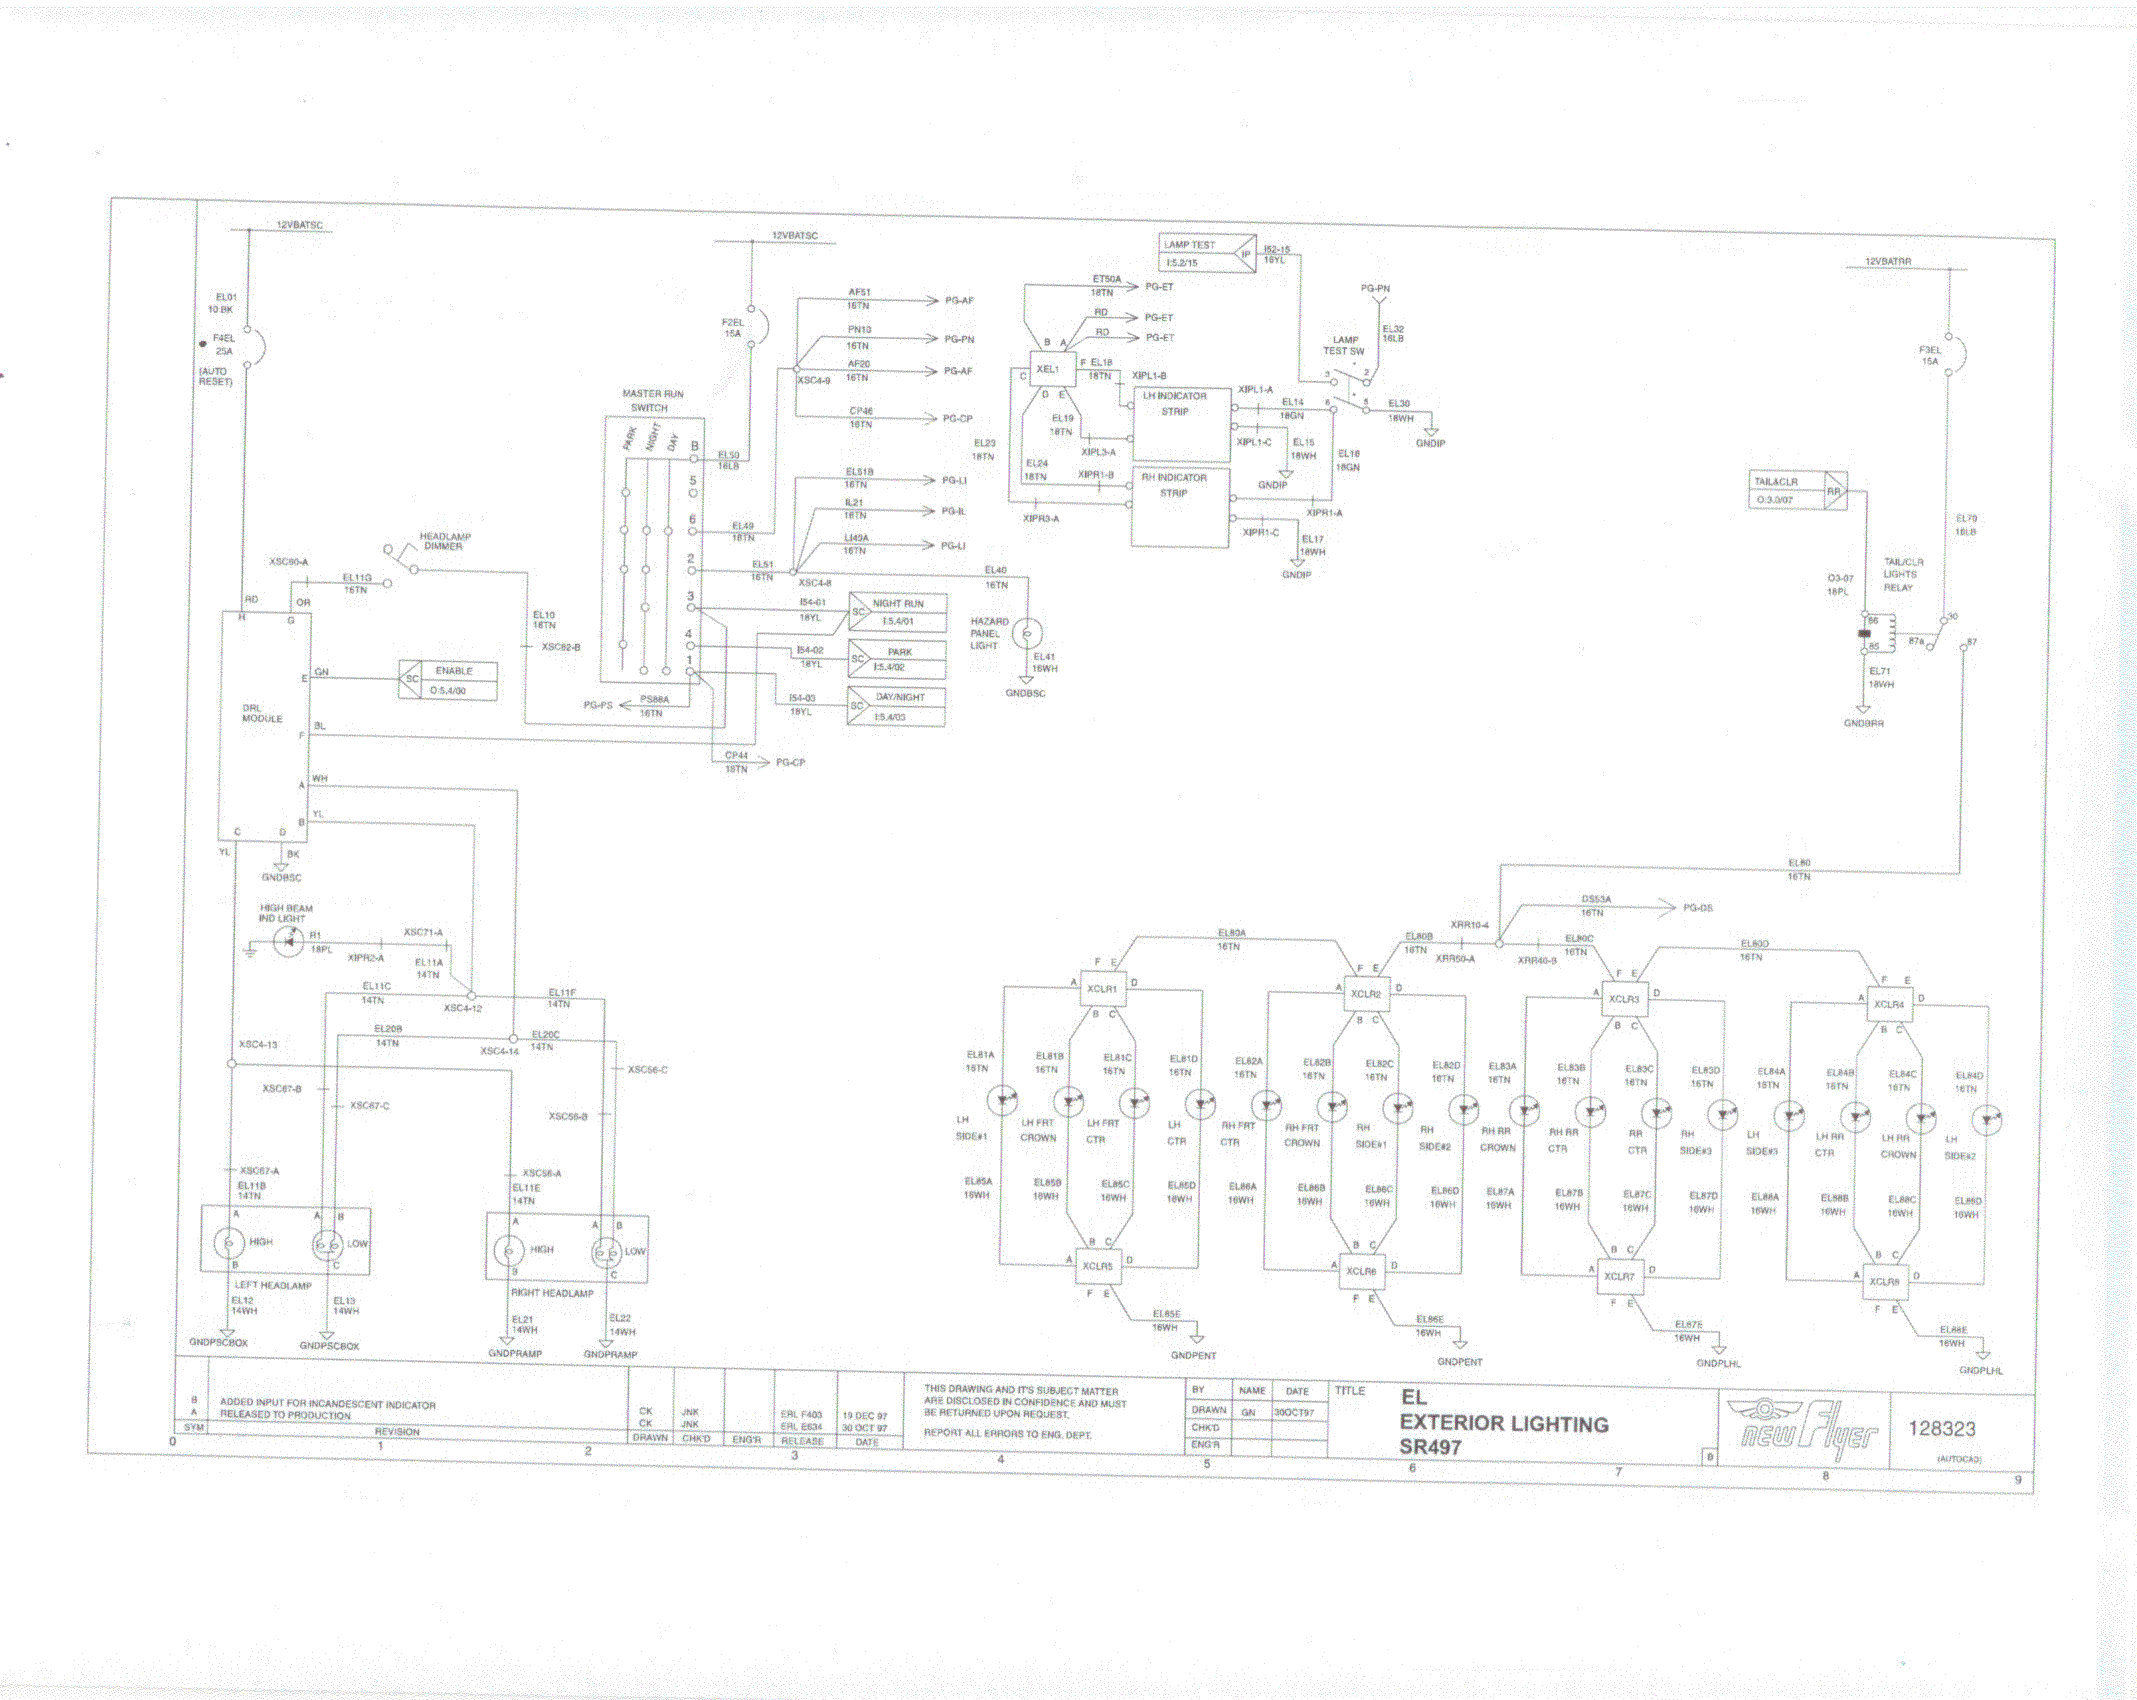 12VBATSC
EL01
10 BK
F4EL
25A
(AUTO
RESET)
12VBATSC
F2EL
15A
AF51
16TN
PG-AF
PN10
16TN
PG-PN
AF20
16TN
PG-AF
XSC4-9
CP46
16TN
PG-CP
MASTER RUN
SWITCH
PARK
NIGHT
DAY
B
5
6
2
3
4
1
EL50
16LB
EL49
16TN
EL51
16TN
EL51B
16TN
PG-LI
IL21
16TN
PG-IL
LI49A
16TN
PG-LI
XSC4-8
EL40
16TN
I54-01
18YL
SC
NIGHT RUN
I:5.4/01
I54-02
18YL
SC
PARK
I:5.4/02
I54-03
18YL
SC
DAY/NIGHT
I:5.4/03
PG-PS
PS88A
16TN
CP44
16TN
PG-CP
HAZARD
PANEL
LIGHT
EL41
16WH
GNDBSC
LAMP TEST
I:5.2/15
IP
I52-15
18YL
ET50A
18TN
PG-ET
RD
PG-ET
RD
PG-ET
B
A
XEL1
C
F
D
E
EL18
18TN
XIPL1-B
LH INDICATOR
STRIP
EL19
18TN
XIPL3-A
EL23
18TN
EL24
18TN
XIPR1-B
RH INDICATOR
STRIP
XIPR3-A
XIPL1-A
EL14
18GN
XIPL1-C
EL15
18WH
GNDIP
EL16
18GN
XIPR1-A
XIPR1-C
EL17
18WH
GNDIP
PG-PN
EL32
16LB
LAMP
TEST SW
3
2
6
5
EL30
18WH
GNDIP
12VBATRR
F3EL
15A
TAIL&CLR
O:3.0/07
RR
EL70
16LB
O3-07
18PL
TAIL/CLR
LIGHTS
RELAY
86
85
30
87a
87
EL71
18WH
GNDBRR
HEADLAMP
DIMMER
XSC60-A
EL11G
16TN
RD
OR
H
G
EL10
18TN
XSC62-B
E
GN
SC
ENABLE
O:5.4/00
DRL
MODULE
F
BL
A
WH
B
YL
C
D
YL
BK
GNDBSC
HIGH BEAM
IND LIGHT
R1
18PL
XIPR2-A
XSC71-A
EL11A
14TN
EL11C
14TN
XSC4-12
EL11F
14TN
EL20B
14TN
XSC4-14
EL20C
14TN
XSC4-13
XSC67-B
XSC67-C
XSC56-C
XSC56-B
XSC67-A
EL11B
14TN
XSC56-A
EL11E
14TN
A
HIGH
B
A
B
LOW
C
LEFT HEADLAMP
A
HIGH
B
A
B
LOW
C
RIGHT HEADLAMP
EL12
14WH
GNDPSCBOX
EL13
14WH
GNDPSCBOX
EL21
14WH
GNDPRAMP
EL22
14WH
GNDPRAMP
EL80
16TN
DS53A
16TN
PG-DS
XRR10-4
EL80A
16TN
EL80B
16TN
XRR50-A
XRR40-B
EL80C
16TN
EL80D
16TN
F E
A
XCLR1
D
B C
F E
A
XCLR2
D
B C
F E
A
XCLR3
D
B C
F E
A
XCLR4
D
B C
EL81A
16TN
EL81B
16TN
EL81C
16TN
EL81D
16TN
EL82A
16TN
EL82B
16TN
EL82C
16TN
EL82D
16TN
EL83A
16TN
EL83B
16TN
EL83C
16TN
EL83D
16TN
EL84A
16TN
EL84B
16TN
EL84C
16TN
EL84D
16TN
LH
SIDE#1
LH FRT
CROWN
LH FRT
CTR
LH
CTR
RH FRT
CTR
RH FRT
CROWN
RH
SIDE#1
RH
SIDE#2
RH RR
CROWN
RH RR
CTR
RR
CTR
RH
SIDE#3
LH
SIDE#3
LH RR
CTR
LH RR
CROWN
LH
SIDE#2
EL85A
16WH
EL85B
16WH
EL85C
16WH
EL85D
16WH
EL86A
16WH
EL86B
16WH
EL86C
16WH
EL86D
16WH
EL87A
16WH
EL87B
16WH
EL87C
16WH
EL87D
16WH
EL88A
16WH
EL88B
16WH
EL88C
16WH
EL88D
16WH
B C
A
XCLR5
D
F E
B C
A
XCLR6
D
F E
B C
A
XCLR7
D
F E
B C
A
XCLR8
D
F E
EL85E
16WH
GNDPENT
EL86E
16WH
GNDPENT
EL87E
16WH
GNDPLHL
EL88E
16WH
GNDPLHL
B ADDED INPUT FOR INCANDESCENT INDICATOR CK JNK ERL F403 19 DEC 97
A RELEASED TO PRODUCTION CK JNK ERL E634 30 OCT 97
SYM REVISION DRAWN CHK'D ENG'R RELEASE DATE
THIS DRAWING AND IT'S SUBJECT MATTER
ARE DISCLOSED IN CONFIDENCE AND MUST
BE RETURNED UPON REQUEST.
REPORT ALL ERRORS TO ENG. DEPT.
BY NAME DATE
DRAWN GN 30OCT97
CHK'D
ENG'R
TITLE
EL
EXTERIOR LIGHTING
SR497
B
new Flyer
128323
(AUTOCAD)
0 1 2 3 4 5 6 7 8 9